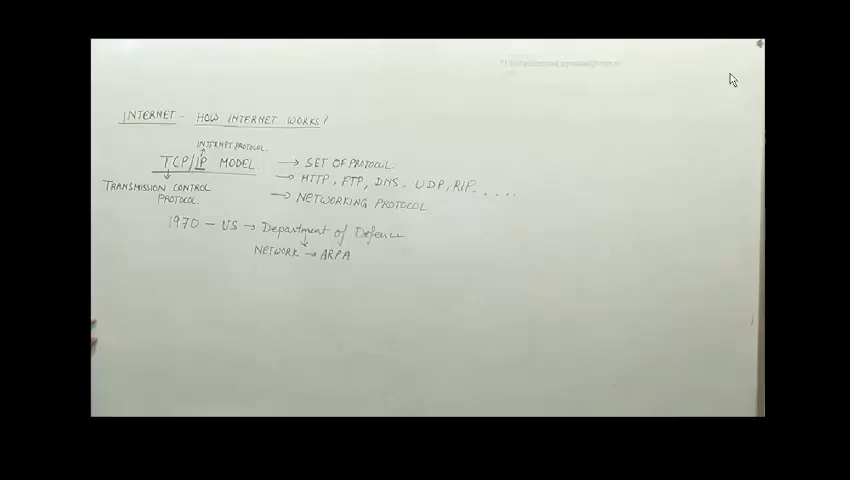 INTERNET - HOW INTERNET WORKS?
INTERNET PROTOCOL.
TCP/IP MODEL. → SET OF PROTOCOL.
→ HTTP, FTP, DNS, UDP, RIP.....
TRANSMISSION CONTROL PROTOCOL.
→ NETWORKING PROTOCOL
1970 - US → Department of Defence
NETWORK → ARPA